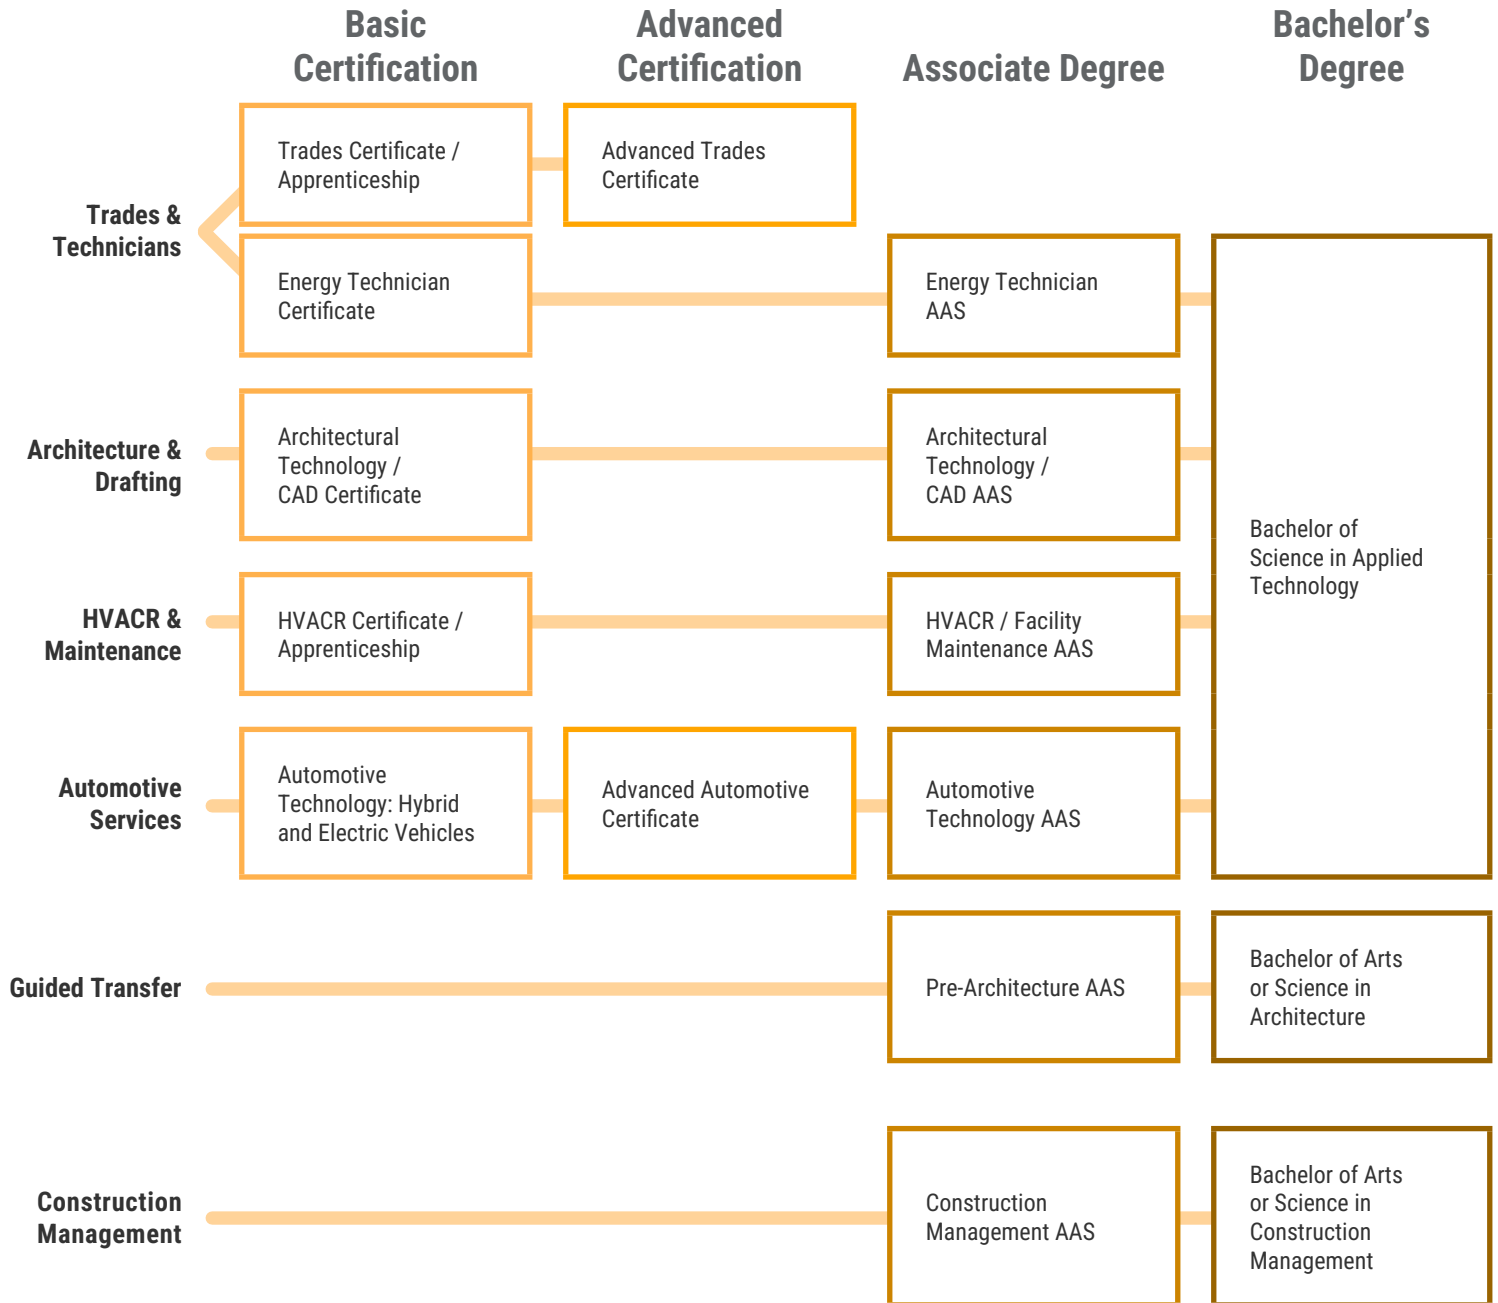 Basic
Certification
Advanced
Certification
Associate Degree
Bachelor’s
Degree
Trades &
Technicians
Trades Certificate /
Apprenticeship
Advanced Trades
Certificate
Energy Technician
Certificate
Energy Technician
AAS
Architecture &
Drafting
Architectural
Technology /
CAD Certificate
Architectural
Technology /
CAD AAS
Bachelor of
Science in Applied
Technology
HVACR &
Maintenance
HVACR Certificate /
Apprenticeship
HVACR / Facility
Maintenance AAS
Automotive
Services
Automotive
Technology: Hybrid
and Electric Vehicles
Advanced Automotive
Certificate
Automotive
Technology AAS
Guided Transfer
Pre-Architecture AAS
Bachelor of Arts
or Science in
Architecture
Construction
Management
Construction
Management AAS
Bachelor of Arts
or Science in
Construction
Management